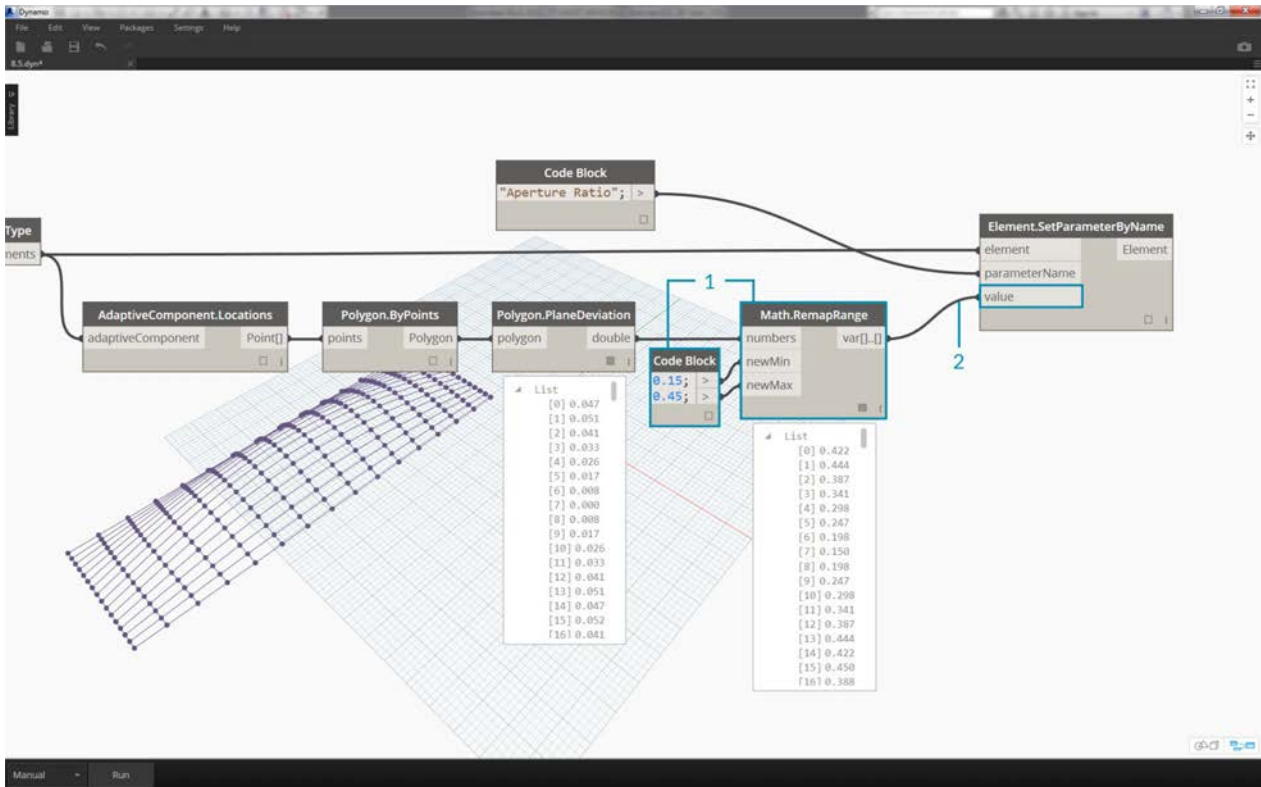 Dynamo
File Edit View Packages Settings Help
8.5.dyn*
Library
Code Block
"Aperture Ratio"; >
Type
ments
Element.SetParameterByName
element Element
parameterName
value
1
2
AdaptiveComponent.Locations
adaptiveComponent Point[]
Polygon.ByPoints
points Polygon
Polygon.PlaneDeviation
polygon double
Code Block
0.15; >
0.45; >
Math.RemapRange
numbers var[]..[]
newMin
newMax
List
[0] 0.047
[1] 0.051
[2] 0.041
[3] 0.033
[4] 0.026
[5] 0.017
[6] 0.008
[7] 0.000
[8] 0.008
[9] 0.017
[10] 0.026
[11] 0.033
[12] 0.041
[13] 0.051
[14] 0.047
[15] 0.052
[16] 0.041
List
[0] 0.422
[1] 0.444
[2] 0.387
[3] 0.341
[4] 0.298
[5] 0.247
[6] 0.198
[7] 0.150
[8] 0.198
[9] 0.247
[10] 0.298
[11] 0.341
[12] 0.387
[13] 0.444
[14] 0.422
[15] 0.450
[16] 0.388
Manual Run